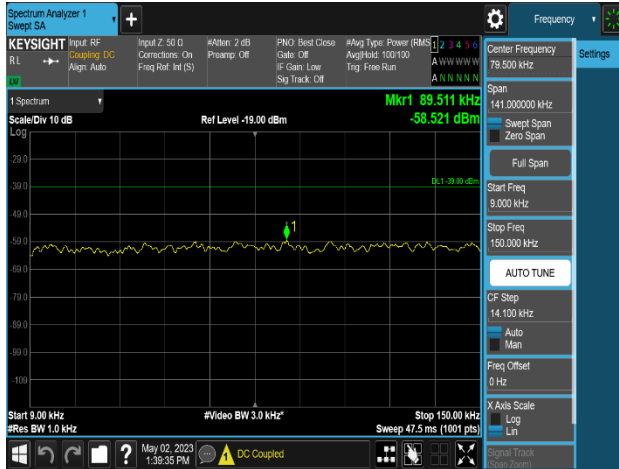 Spectrum Analyzer 1
Swept SA
Frequency
KEYSIGHT
RL
LXI
Input: RF
Coupling: DC
Align: Auto
Input Z: 50 Ω
Corrections: On
Freq Ref: Int (S)
#Atten: 2 dB
Preamp: Off
PNO: Best Close
Gate: Off
IF Gain: Low
Sig Track: Off
#Avg Type: Power (RMS
Avg|Hold: 100/100
Trig: Free Run
1 2 3 4 5 6
A W W W W W
A N N N N N
1 Spectrum
Scale/Div 10 dB
Log
Ref Level -19.00 dBm
Mkr1 89.511 kHz
-58.521 dBm
-29.0
-39.0
DL1 -39.00 dBm
-49.0
1
-59.0
-69.0
-79.0
-89.0
-99.0
-109
Start 9.00 kHz
#Res BW 1.0 kHz
#Video BW 3.0 kHz*
Stop 150.00 kHz
Sweep 47.5 ms (1001 pts)
Center Frequency
79.500 kHz
Settings
Span
141.000000 kHz
Swept Span
Zero Span
Full Span
Start Freq
9.000 kHz
Stop Freq
150.000 kHz
AUTO TUNE
CF Step
14.100 kHz
Auto
Man
Freq Offset
0 Hz
X Axis Scale
Log
Lin
Signal Track
(Span Zoom)
?
May 02, 2023
1:39:35 PM
DC Coupled